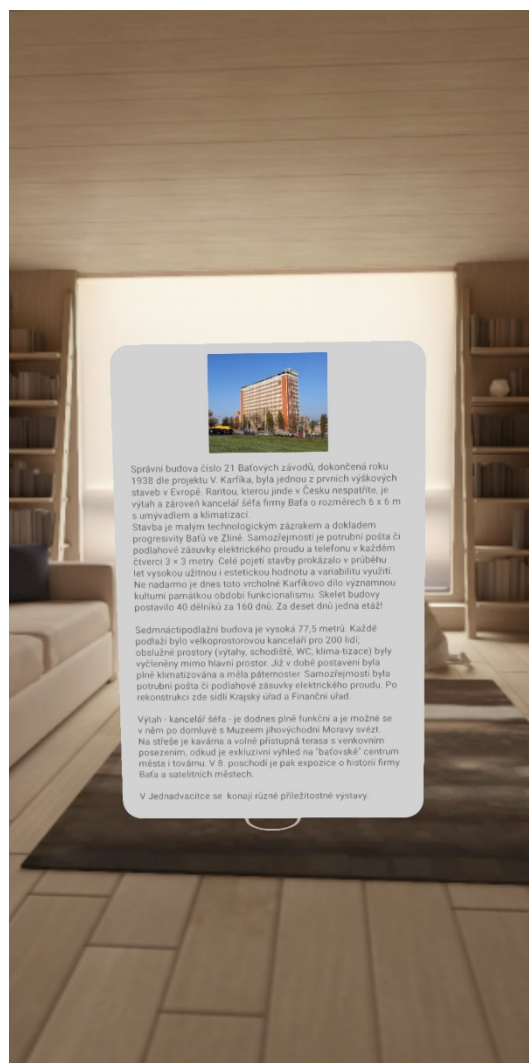 Správní budova číslo 21 Baťových závodů, dokončená roku
1938 dle projektu V. Karfíka, byla jednou z prvních výškových
staveb v Evropě. Raritou, kterou jinde v Česku nespatříte, je
výtah a zároveň kancelář šéfa firmy Baťa o rozměrech 6 x 6 m
s umývadlem a klimatizací.
Stavba je malým technologickým zázrakem a dokladem
progresivity Baťů ve Zlíně. Samozřejmostí je potrubní pošta či
podlahové zásuvky elektrického proudu a telefonu v každém
čtverci 3 × 3 metry. Celé pojetí stavby prokázalo v průběhu
let vysokou užitnou i estetickou hodnotu a variabilitu využití.
Ne nadarmo je dnes toto vrcholné Karfíkovo dílo významnou
kulturní památkou období funkcionalismu. Skelet budovy
postavilo 40 dělníků za 160 dnů. Za deset dnů jedna etáž!
Sedmnáctipodlažní budova je vysoká 77,5 metrů. Každé
podlaží bylo velkoprostorovou kanceláří pro 200 lidí;
obslužné prostory (výtahy, schodiště, WC, klima-tizace) byly
vyčleněny mimo hlavní prostor. Již v době postavení byla
plně klimatizována a měla páternoster. Samozřejmostí byla
potrubní pošta či podlahové zásuvky elektrického proudu. Po
rekonstrukci zde sídlí Krajský úřad a Finanční úřad.
Výtah - kancelář šéfa - je dodnes plně funkční a je možné se
v něm po domluvě s Muzeem jihovýchodní Moravy svézt.
Na střeše je kavárna a volně přístupná terasa s venkovním
posezením, odkud je exkluzivní výhled na "baťovské" centrum
města i továrnu. V 8. poschodí je pak expozice o historii firmy
Baťa a satelitních městech.
V Jednadvacítce se konají různé příležitostné výstavy.